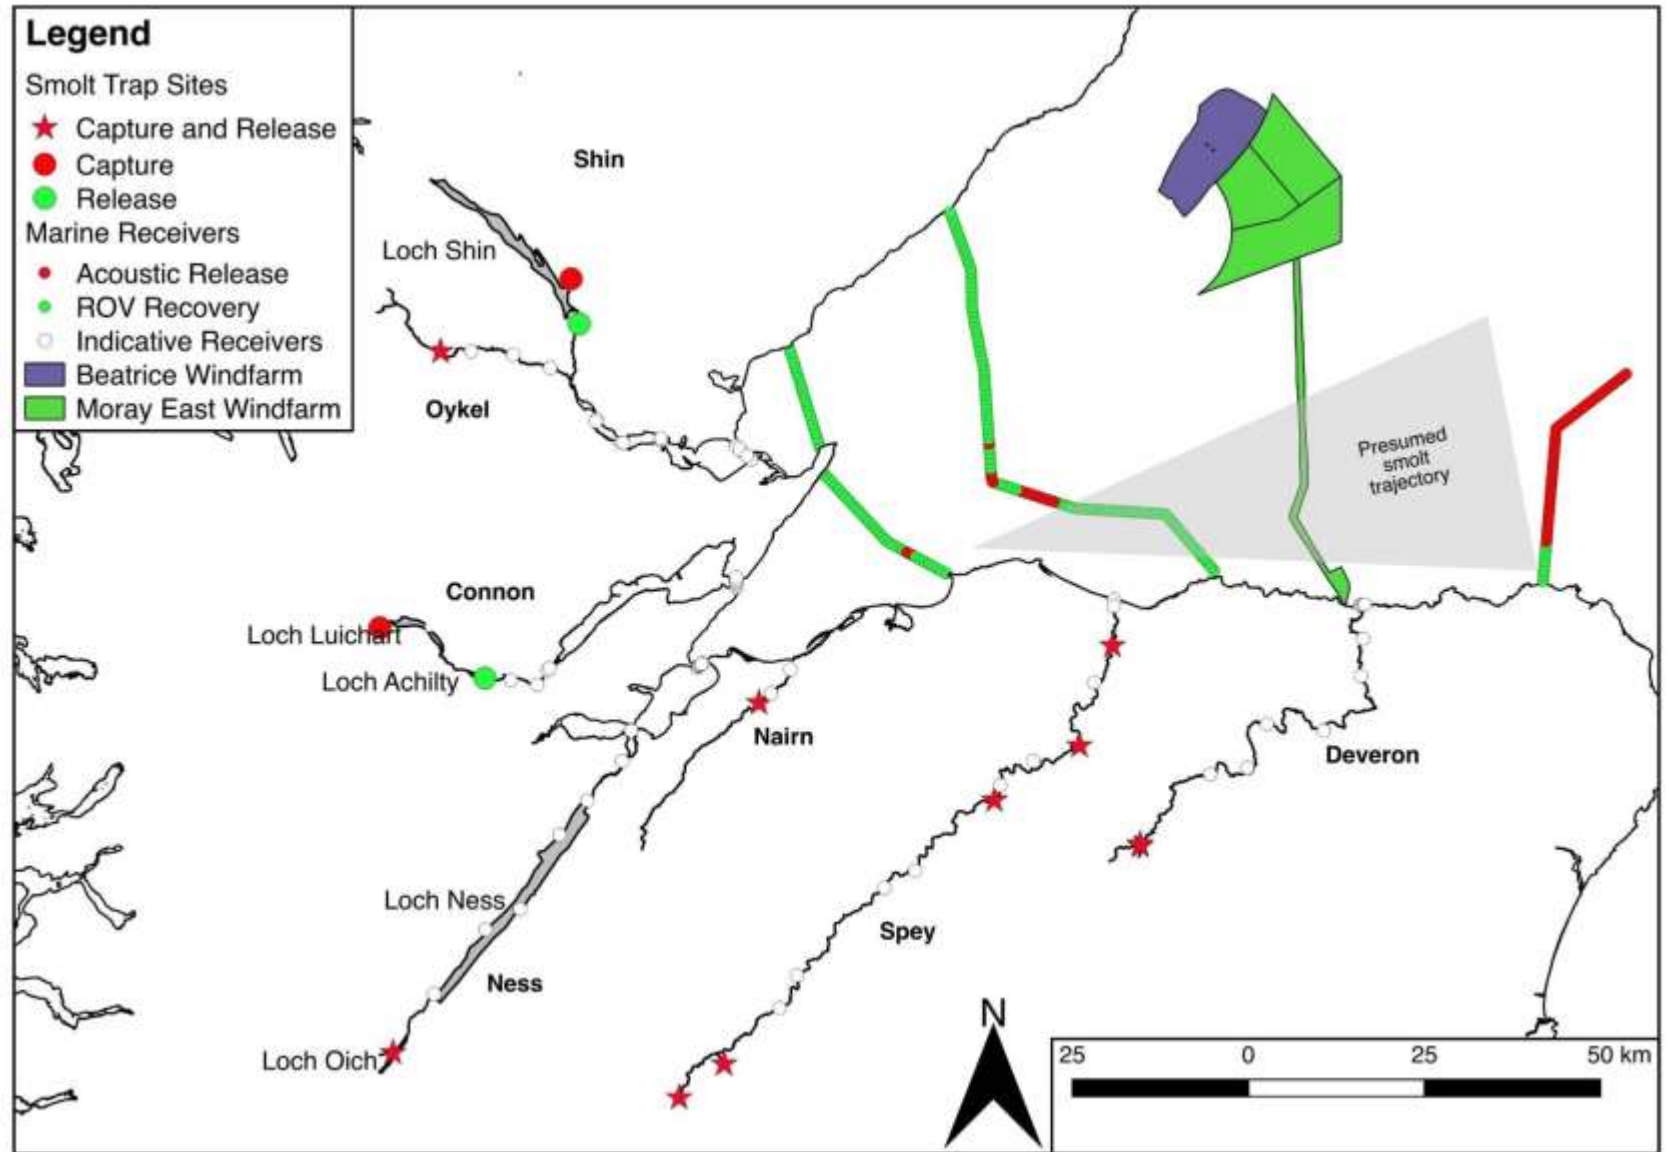 Legend
Smolt Trap Sites
Capture and Release
Capture
Release
Marine Receivers
Acoustic Release
ROV Recovery
Indicative Receivers
Beatrice Windfarm
Moray East Windfarm
Shin
Loch Shin
Oykel
Presumed
smolt
trajectory
Connon
Loch Luichart
Loch Achilty
Nairn
Deveron
Loch Ness
Spey
Ness
Loch Oich
N
25 0 25 50 km